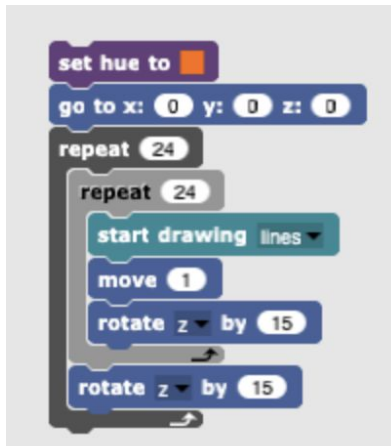 set hue to
go to x: 0 y: 0 z: 0
repeat 24
repeat 24
start drawing lines
move 1
rotate z by 15
rotate z by 15